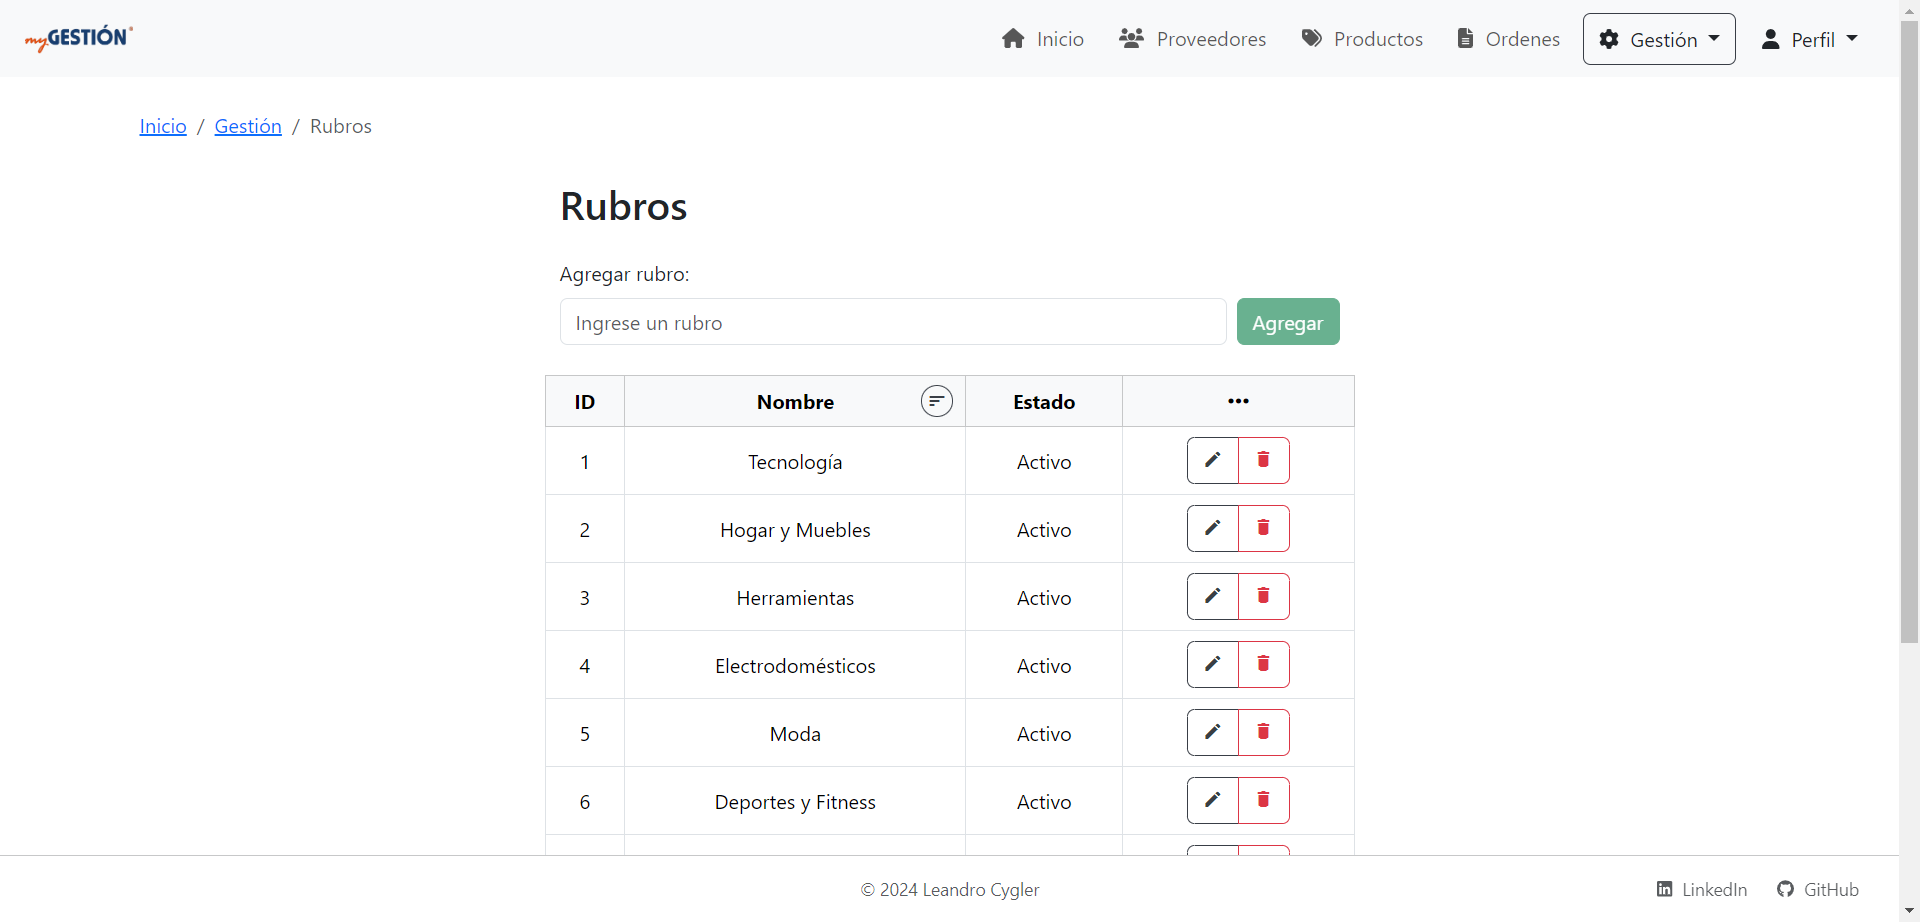 myGESTIÓN
Inicio Proveedores Productos Ordenes Gestión Perfil
Inicio / Gestión / Rubros
Rubros
Agregar rubro:
Ingrese un rubro Agregar
ID Nombre Estado •••
1 Tecnología Activo
2 Hogar y Muebles Activo
3 Herramientas Activo
4 Electrodomésticos Activo
5 Moda Activo
6 Deportes y Fitness Activo
© 2024 Leandro Cygler LinkedIn GitHub